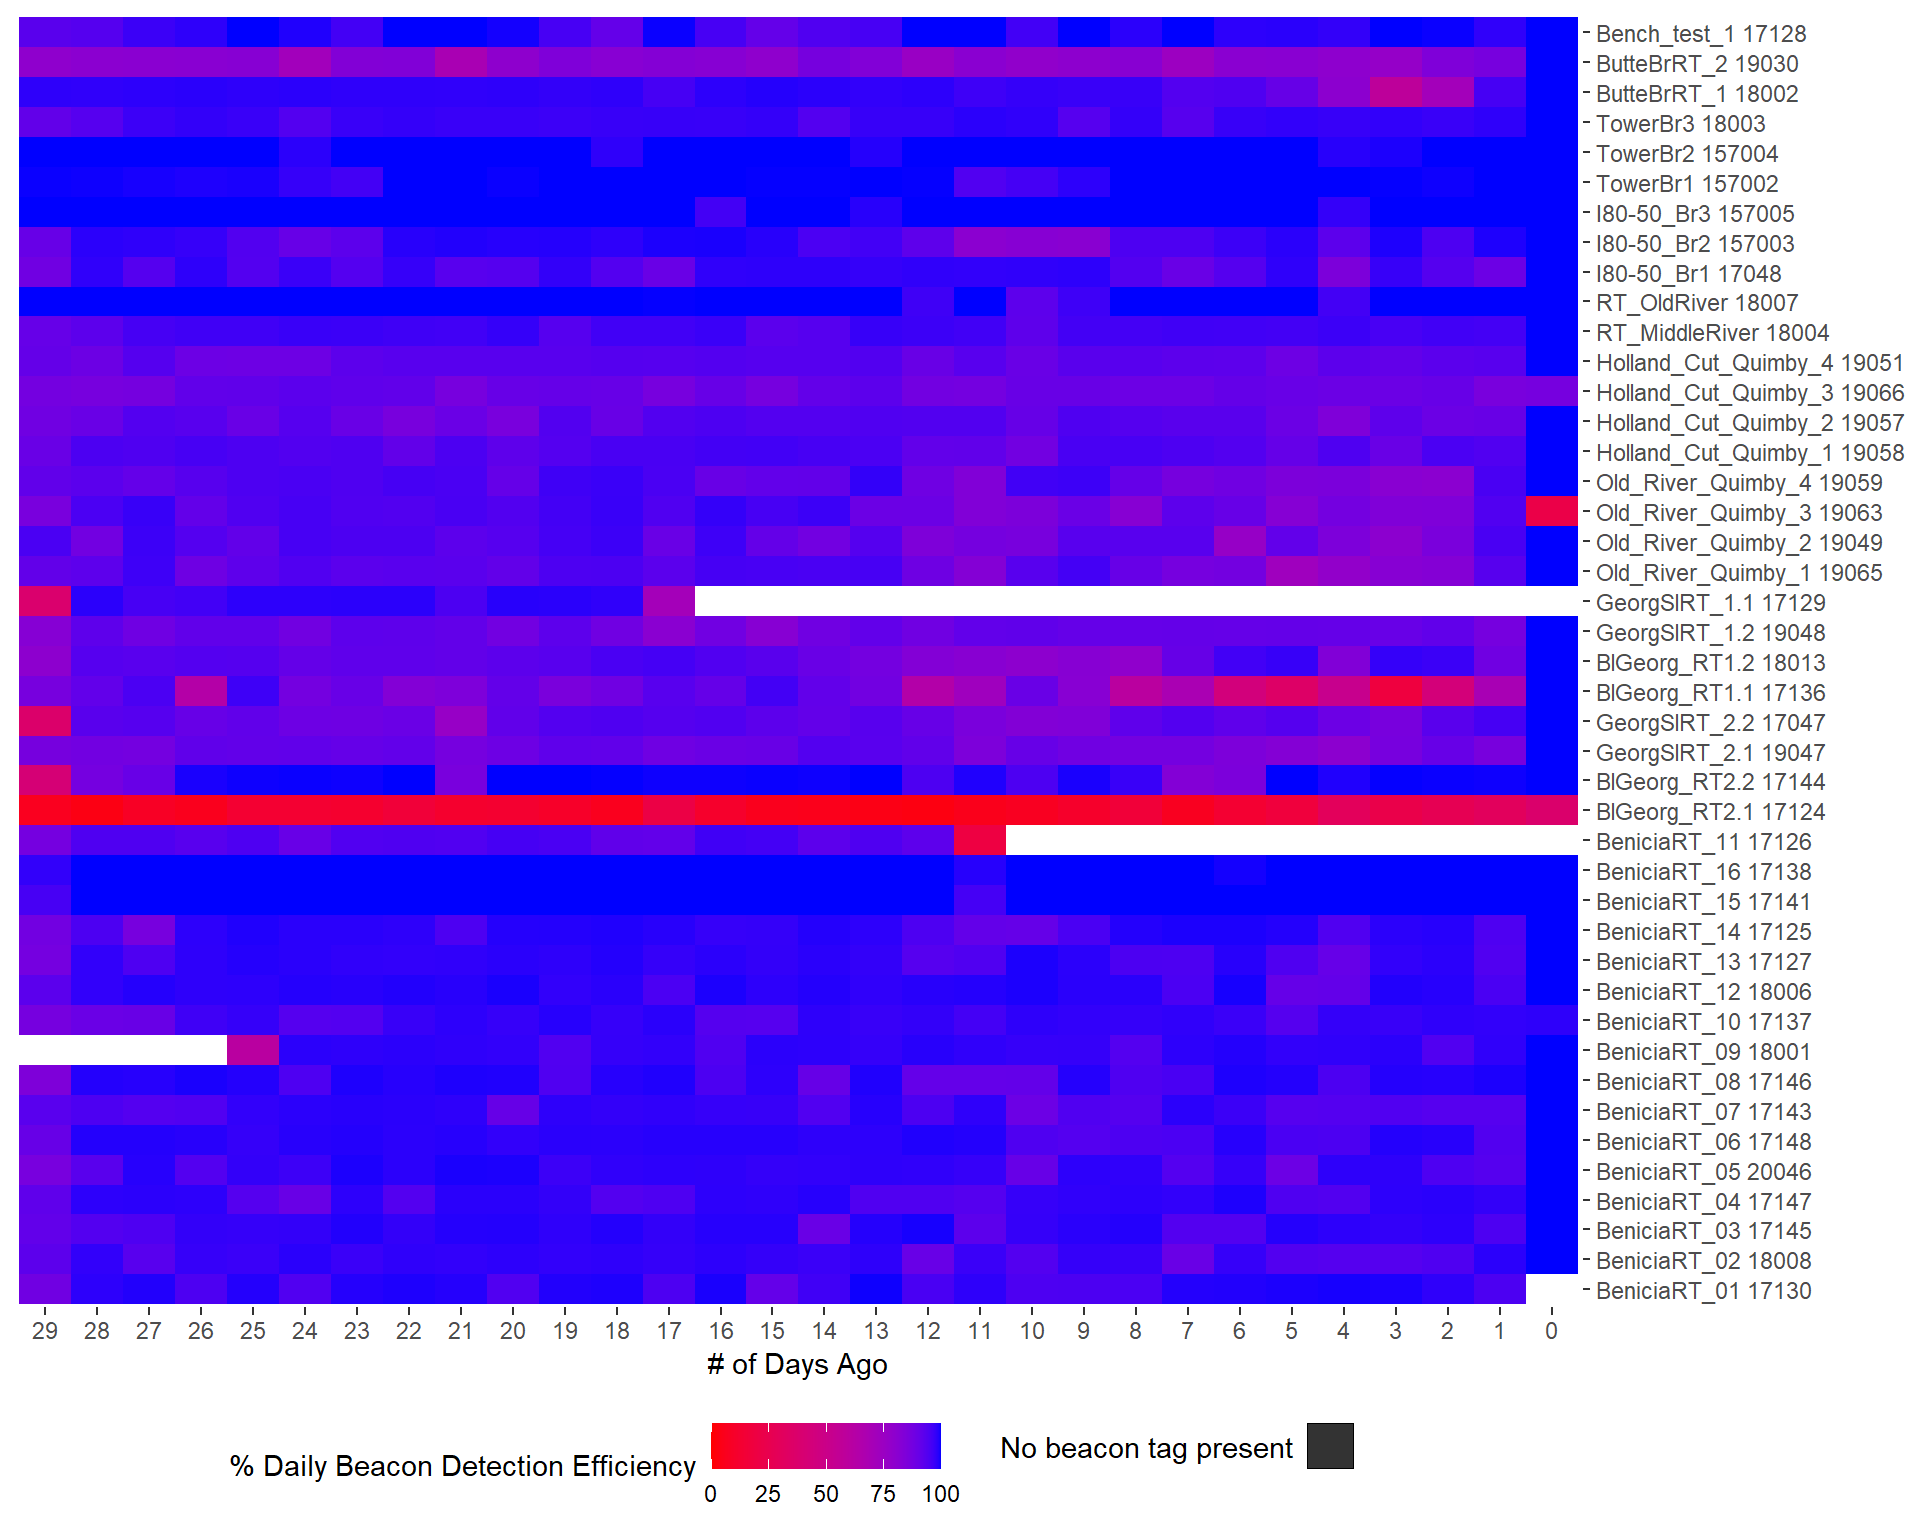 Bench_test_1 17128
ButteBrRT_2 19030
ButteBrRT_1 18002
TowerBr3 18003
TowerBr2 157004
TowerBr1 157002
I80-50_Br3 157005
I80-50_Br2 157003
I80-50_Br1 17048
RT_OldRiver 18007
RT_MiddleRiver 18004
Holland_Cut_Quimby_4 19051
Holland_Cut_Quimby_3 19066
Holland_Cut_Quimby_2 19057
Holland_Cut_Quimby_1 19058
Old_River_Quimby_4 19059
Old_River_Quimby_3 19063
Old_River_Quimby_2 19049
Old_River_Quimby_1 19065
GeorgSlRT_1.1 17129
GeorgSlRT_1.2 19048
BlGeorg_RT1.2 18013
BlGeorg_RT1.1 17136
GeorgSlRT_2.2 17047
GeorgSlRT_2.1 19047
BlGeorg_RT2.2 17144
BlGeorg_RT2.1 17124
BeniciaRT_11 17126
BeniciaRT_16 17138
BeniciaRT_15 17141
BeniciaRT_14 17125
BeniciaRT_13 17127
BeniciaRT_12 18006
BeniciaRT_10 17137
BeniciaRT_09 18001
BeniciaRT_08 17146
BeniciaRT_07 17143
BeniciaRT_06 17148
BeniciaRT_05 20046
BeniciaRT_04 17147
BeniciaRT_03 17145
BeniciaRT_02 18008
BeniciaRT_01 17130
29 28 27 26 25 24 23 22 21 20 19 18 17 16 15 14 13 12 11 10 9 8 7 6 5 4 3 2 1 0
# of Days Ago
% Daily Beacon Detection Efficiency
0 25 50 75 100
No beacon tag present